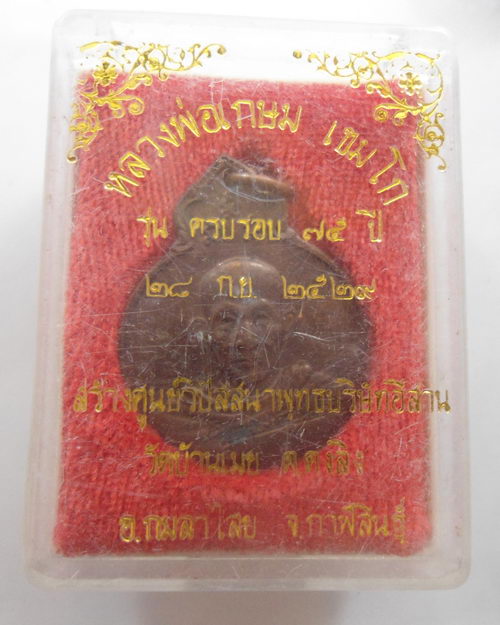 หลวงพ่อเกษม เขมโก
รุ่น ครบรอบ ๗๕ ปี
๒๘ ก.ย. ๒๕๒๙
สร้างศูนย์วิปัสสนาพุทธบริษัทอีสาน
วัดบ้านเมย ต.ดงลิง
อ.กมลาไสย จ.กาฬสินธุ์